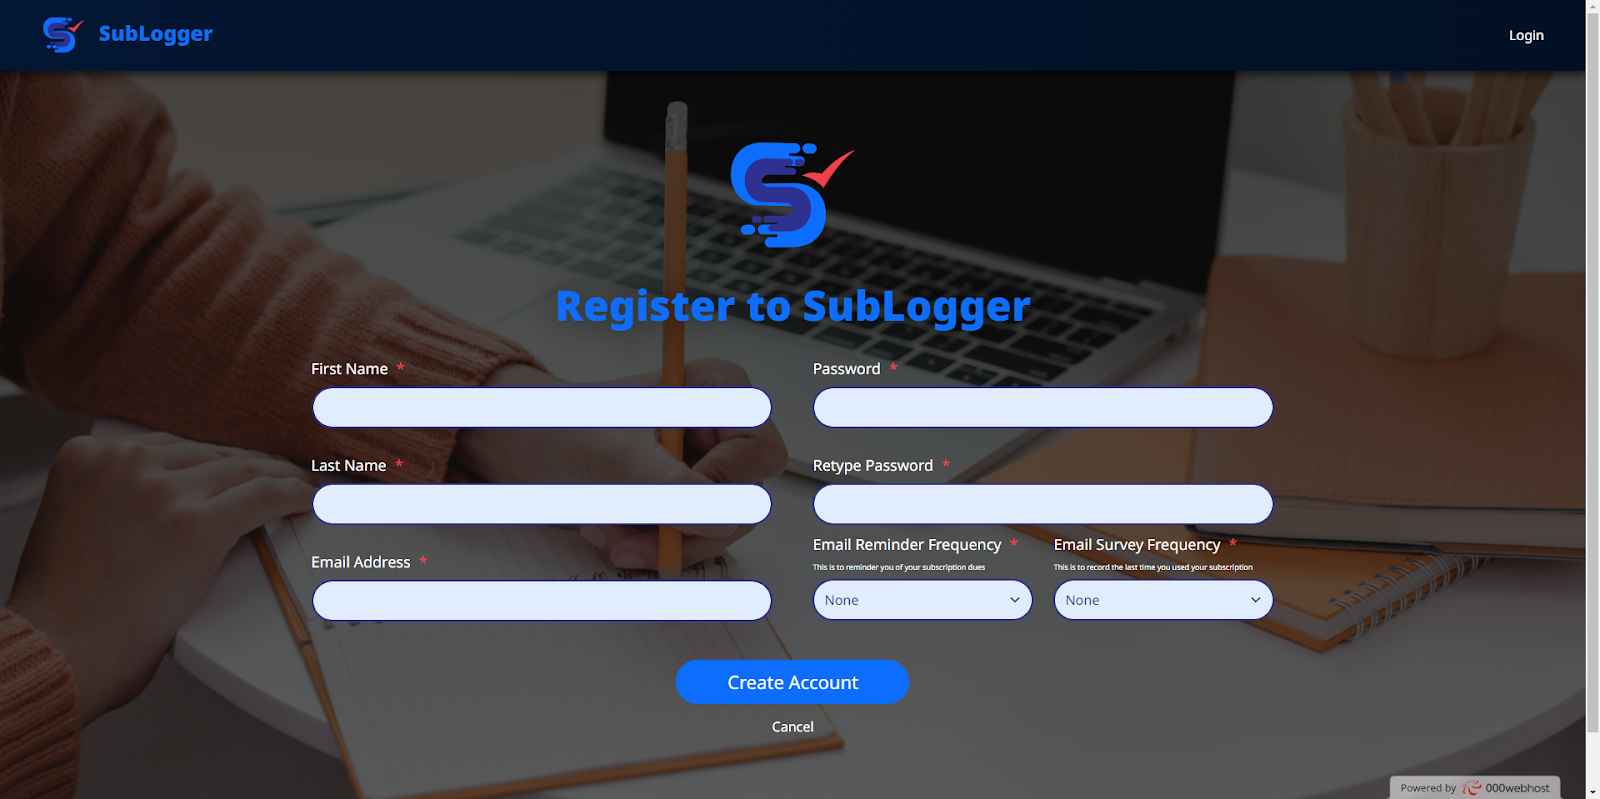 SubLogger
Login
Register to SubLogger
First Name *
Password *
Last Name *
Retype Password *
Email Address *
Email Reminder Frequency *
This is to reminder you of your subscription dues
None
Email Survey Frequency *
This is to record the last time you used your subscription
None
Create Account
Cancel
Powered by 000webhost